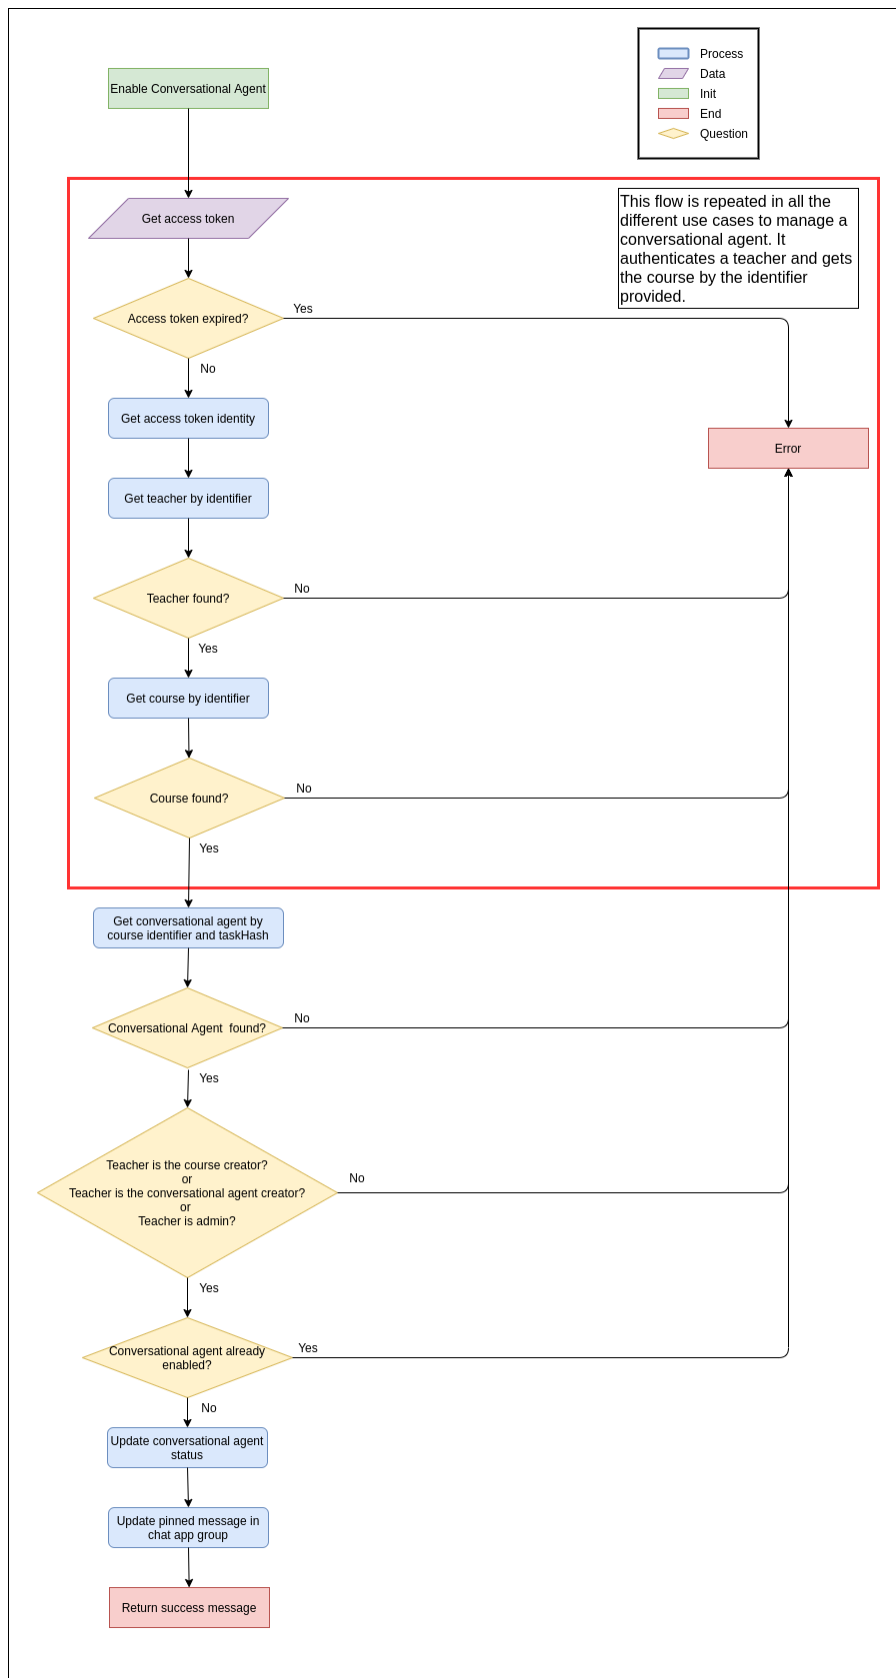 Process
Data
Init
End
Question
Enable Conversational Agent
This flow is repeated in all the
different use cases to manage a
conversational agent. It
authenticates a teacher and gets
the course by the identifier
provided.
Get access token
Access token expired?
Yes
No
Get access token identity
Error
Get teacher by identifier
Teacher found?
No
Yes
Get course by identifier
Course found?
No
Yes
Get conversational agent by
course identifier and taskHash
Conversational Agent  found?
No
Yes
Teacher is the course creator?
or
Teacher is the conversational agent creator?
or
Teacher is admin?
No
Yes
Conversational agent already
enabled?
Yes
No
Update conversational agent
status
Update pinned message in
chat app group
Return success message